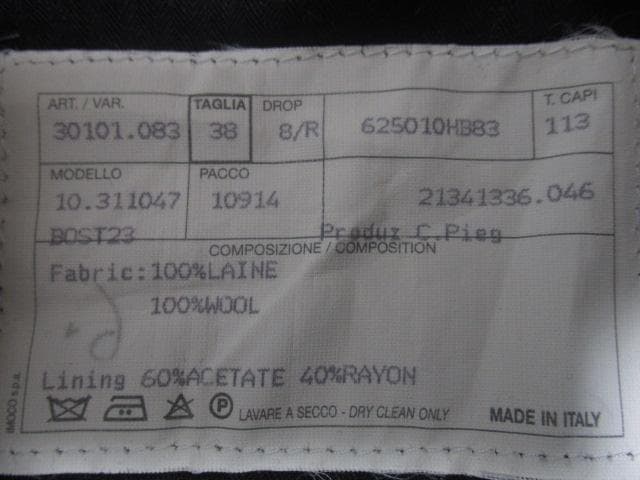 ART. / VAR. TAGLIA DROP T. CAPI
30101.083 38 8/R 625010HB83 113
MODELLO PACCO
10.311047 10914 21341336.046
BOST23 Produz C.Pieg
COMPOSIZIONE / COMPOSITION
Fabric:100%LAINE
100%WOOL
Lining 60%ACETATE 40%RAYON
P LAVARE A SECCO - DRY CLEAN ONLY MADE IN ITALY
IMOCO s.p.a.